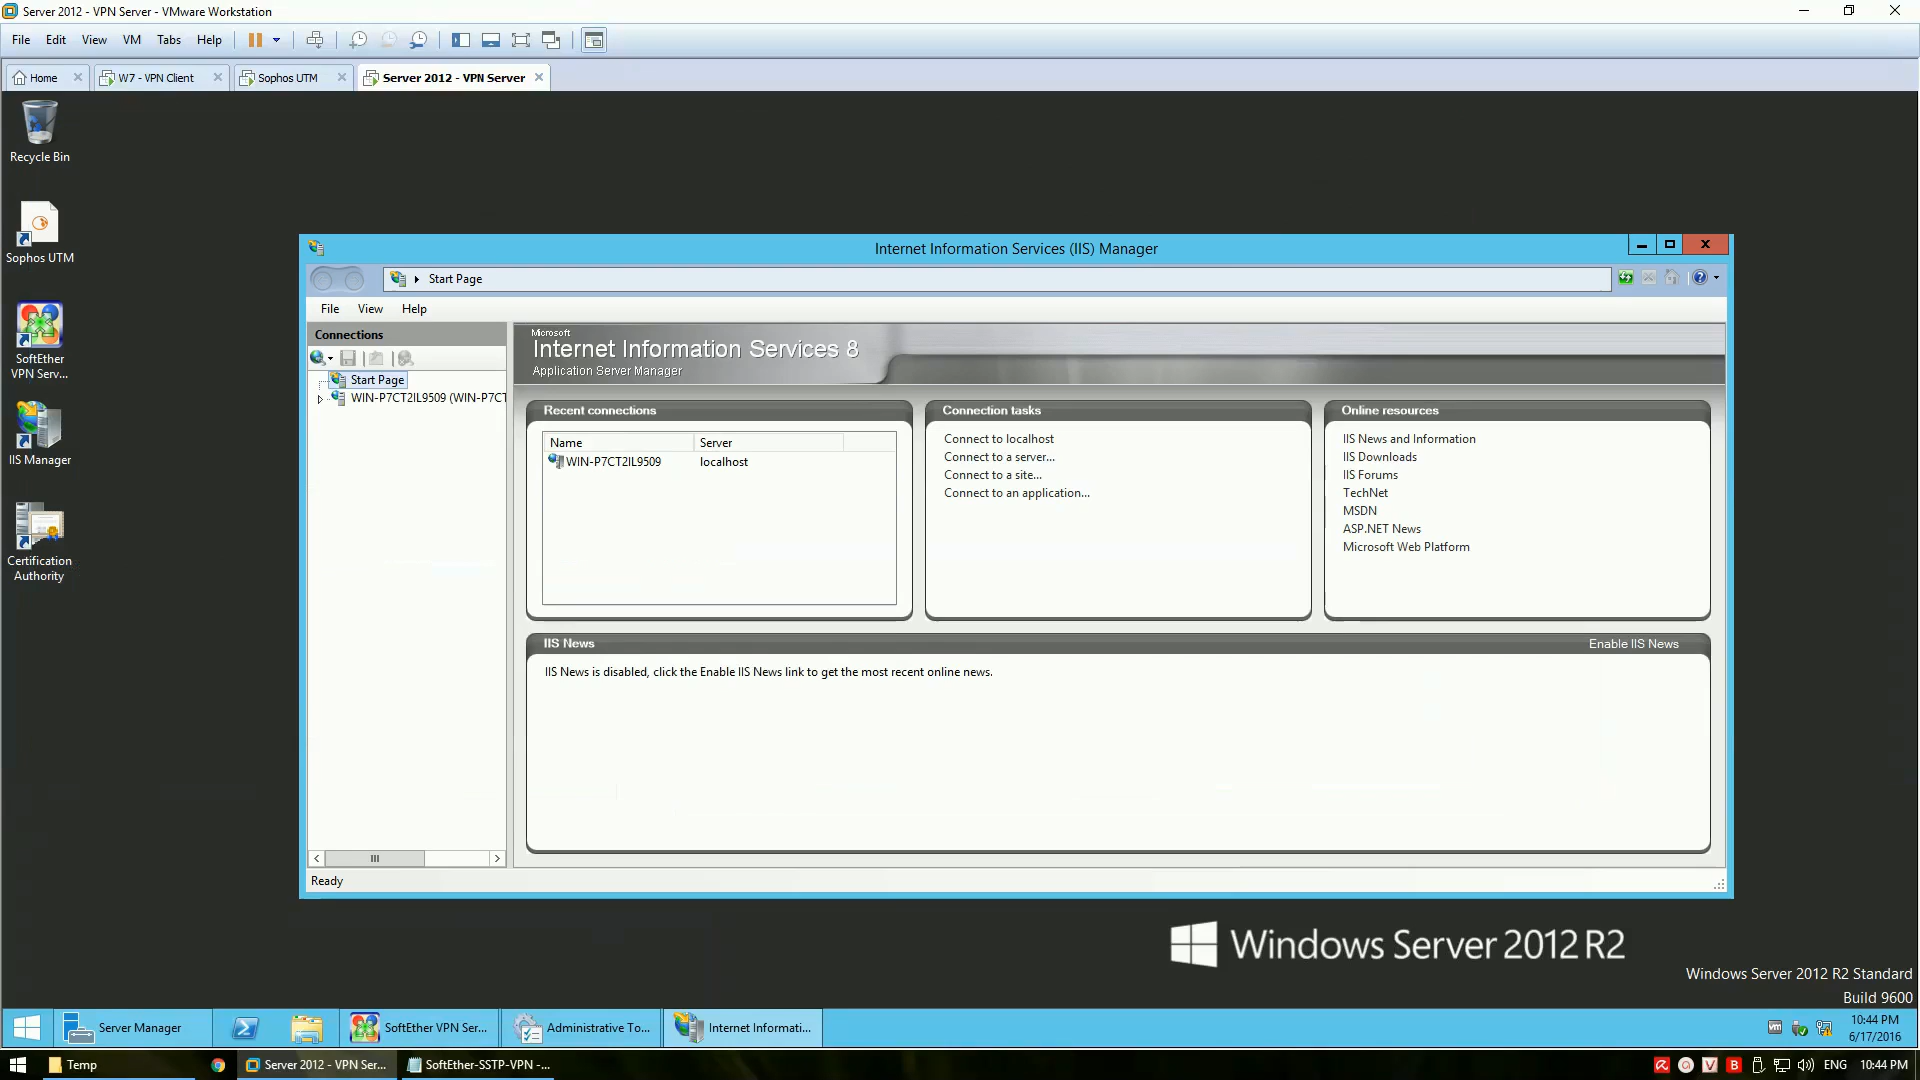 Server 2012 - VPN Server - VMware Workstation
File Edit View VM Tabs Help
Home W7 - VPN Client Sophos UTM Server 2012 - VPN Server
Recycle Bin
Sophos UTM
SoftEther
VPN Serv...
IIS Manager
Certification
Authority
Internet Information Services (IIS) Manager
Start Page
File View Help
Connections
Start Page
WIN-P7CT2IL9509 (WIN-P7CT
Microsoft
Internet Information Services 8
Application Server Manager
Recent connections
Name Server
WIN-P7CT2IL9509 localhost
Connection tasks
Connect to localhost
Connect to a server...
Connect to a site...
Connect to an application...
Online resources
IIS News and Information
IIS Downloads
IIS Forums
TechNet
MSDN
ASP.NET News
Microsoft Web Platform
IIS News Enable IIS News
IIS News is disabled, click the Enable IIS News link to get the most recent online news.
Ready
Windows Server 2012 R2
Windows Server 2012 R2 Standard
Build 9600
Server Manager SoftEther VPN Ser... Administrative To... Internet Informati... 10:44 PM
6/17/2016
Temp Server 2012 - VPN Ser... SoftEther-SSTP-VPN -... ENG 10:44 PM